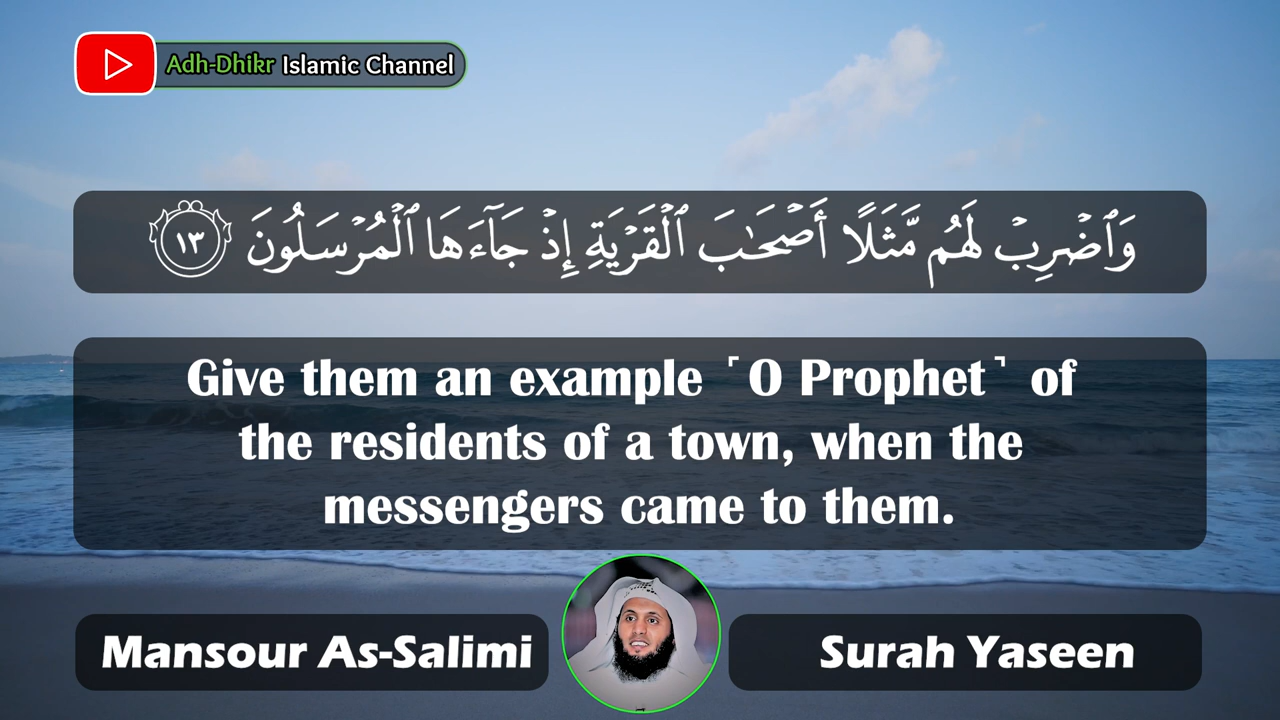 Adh-Dhikr Islamic Channel
وَٱضۡرِبۡ لَهُم مَّثَلًا أَصۡحَٰبَ ٱلۡقَرۡيَةِ إِذۡ جَآءَهَا ٱلۡمُرۡسَلُونَ ١٣
Give them an example ˹O Prophet˺ of
the residents of a town, when the
messengers came to them.
Mansour As-Salimi
Surah Yaseen